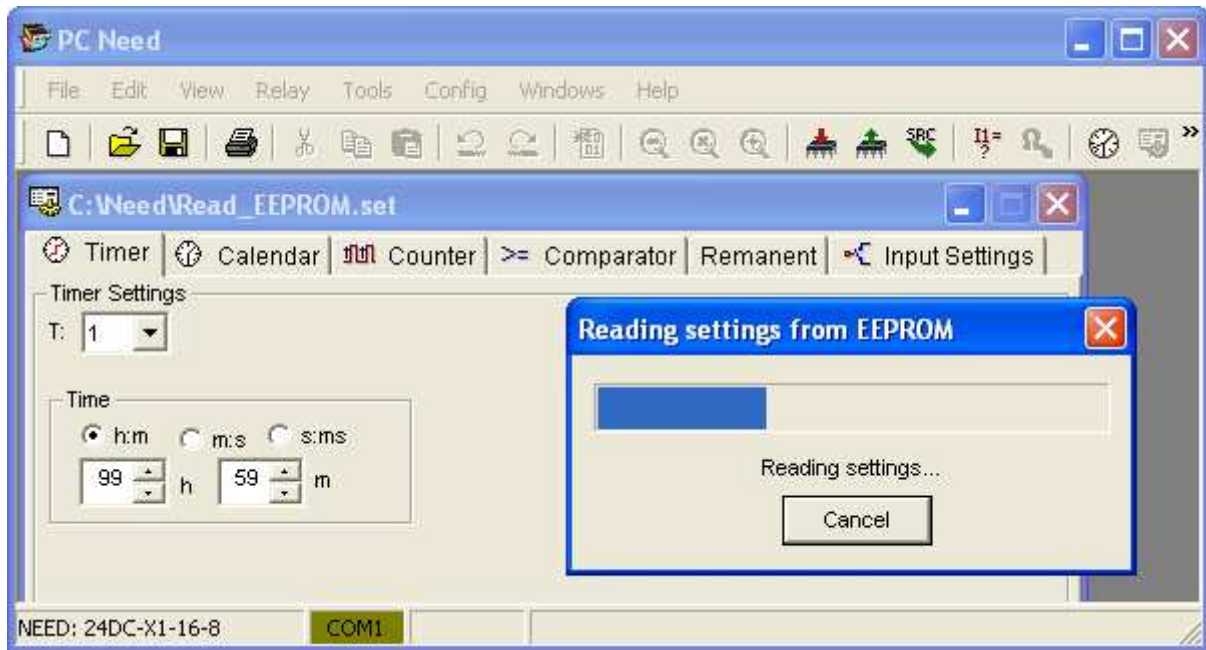 PC Need
File Edit View Relay Tools Config Windows Help
SRC I1= ?
C:\Need\Read_EEPROM.set
Timer Calendar Counter >= Comparator Remanent Input Settings
Timer Settings
T: 1
Reading settings from EEPROM
Time
h:m m:s s:ms
99 h 59 m
Reading settings...
Cancel
NEED: 24DC-X1-16-8 COM1